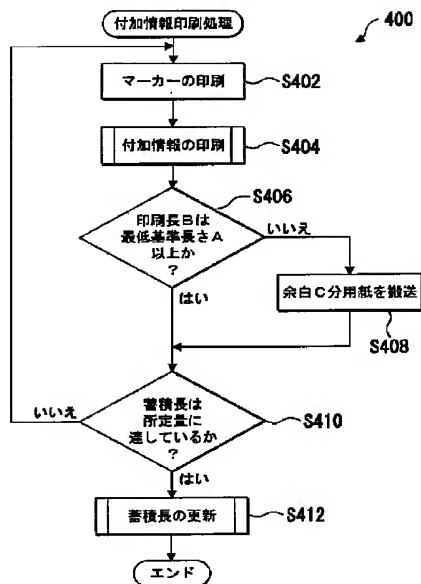 付加情報印刷処理
400
マーカーの印刷
S402
付加情報の印刷
S404
S406
印刷長Bは
最低基準長さA
以上か
?
いいえ
はい
余白C分用紙を搬送
S408
いいえ
蓄積長は
所定量に
達しているか
?
S410
はい
蓄積長の更新
S412
エンド